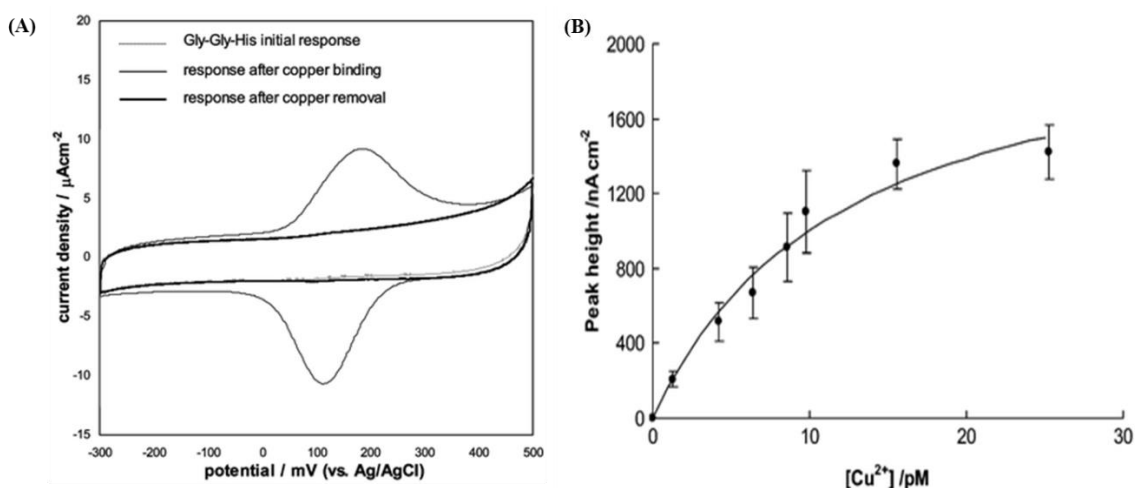 (A)
20
15
10
5
0
-5
-10
-15
Gly-Gly-His initial response
response after copper binding
response after copper removal
current density / µAcm-2
-300 -200 -100 0 100 200 300 400 500
potential / mV (vs. Ag/AgCl)
(B)
2000
1600
1200
800
400
0
Peak height /nA cm-2
0 10 20 30
[Cu2+] /pM